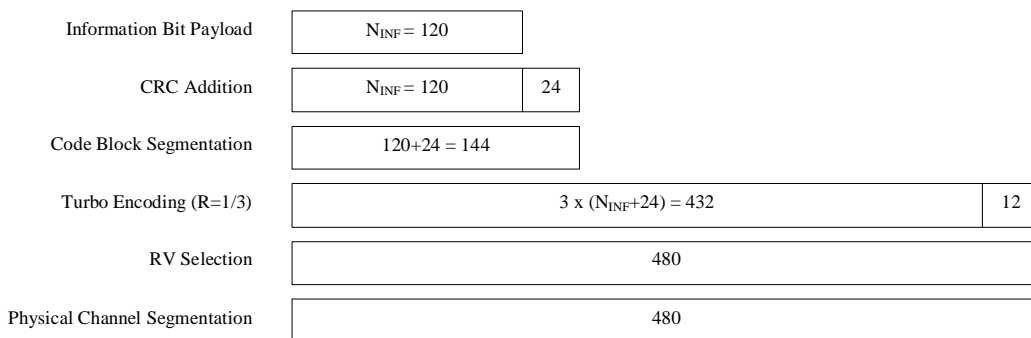 Information Bit Payload
N_INF = 120
CRC Addition
N_INF = 120
24
Code Block Segmentation
120+24 = 144
Turbo Encoding (R=1/3)
3 x (N_INF+24) = 432
12
RV Selection
480
Physical Channel Segmentation
480